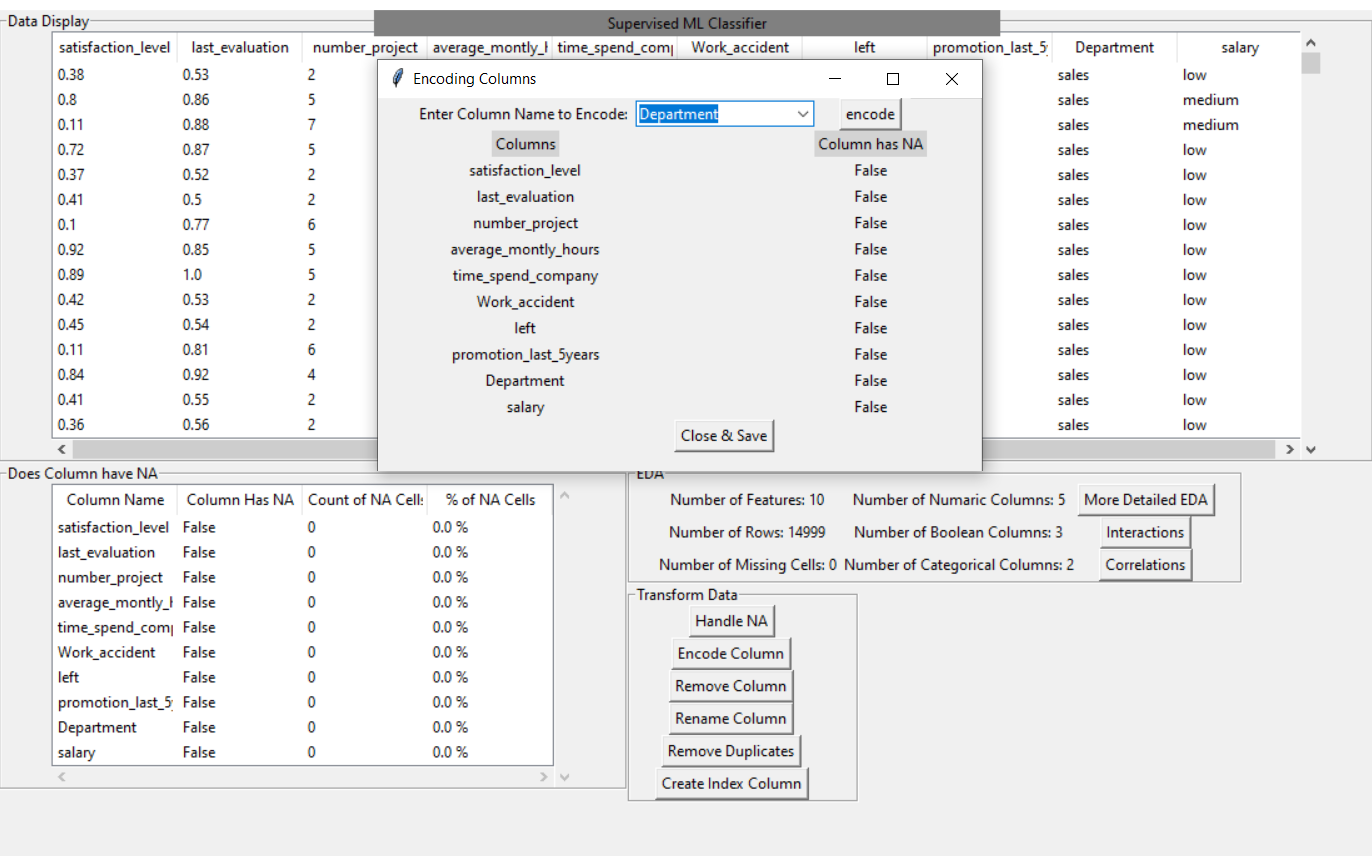 Data Display
Supervised ML Classifier
satisfaction_level last_evaluation number_project average_montly_h time_spend_comp Work_accident left promotion_last_5y Department salary
0.38 0.53 2 sales low
0.8 0.86 5 sales medium
0.11 0.88 7 sales medium
0.72 0.87 5 sales low
0.37 0.52 2 sales low
0.41 0.5 2 sales low
0.1 0.77 6 sales low
0.92 0.85 5 sales low
0.89 1.0 5 sales low
0.42 0.53 2 sales low
0.45 0.54 2 sales low
0.11 0.81 6 sales low
0.84 0.92 4 sales low
0.41 0.55 2 sales low
0.36 0.56 2 sales low
Encoding Columns
Enter Column Name to Encode: Department encode
Columns Column has NA
satisfaction_level False
last_evaluation False
number_project False
average_montly_hours False
time_spend_company False
Work_accident False
left False
promotion_last_5years False
Department False
salary False
Close & Save
Does Column have NA
Column Name Column Has NA Count of NA Cells % of NA Cells
satisfaction_level False 0 0.0 %
last_evaluation False 0 0.0 %
number_project False 0 0.0 %
average_montly_h False 0 0.0 %
time_spend_comp False 0 0.0 %
Work_accident False 0 0.0 %
left False 0 0.0 %
promotion_last_5y False 0 0.0 %
Department False 0 0.0 %
salary False 0 0.0 %
EDA
Number of Features: 10 Number of Numaric Columns: 5 More Detailed EDA
Number of Rows: 14999 Number of Boolean Columns: 3 Interactions
Number of Missing Cells: 0 Number of Categorical Columns: 2 Correlations
Transform Data
Handle NA
Encode Column
Remove Column
Rename Column
Remove Duplicates
Create Index Column